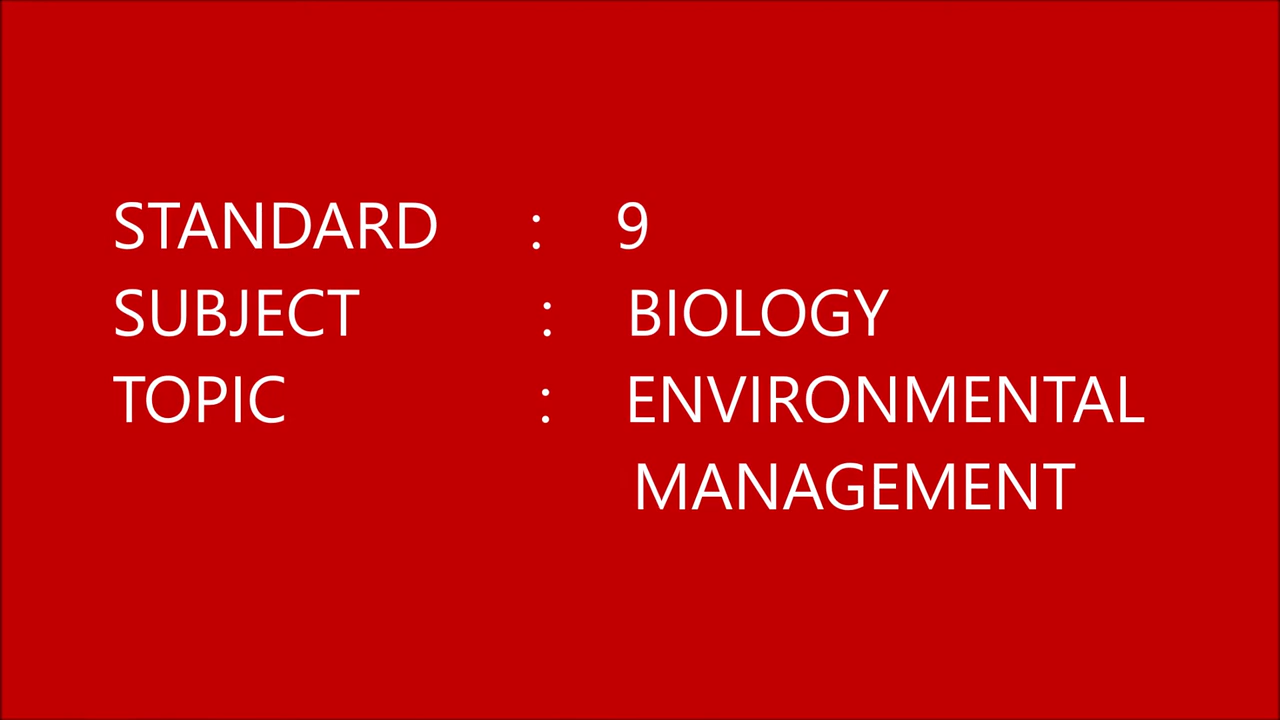 STANDARD : 9
SUBJECT : BIOLOGY
TOPIC : ENVIRONMENTAL
MANAGEMENT